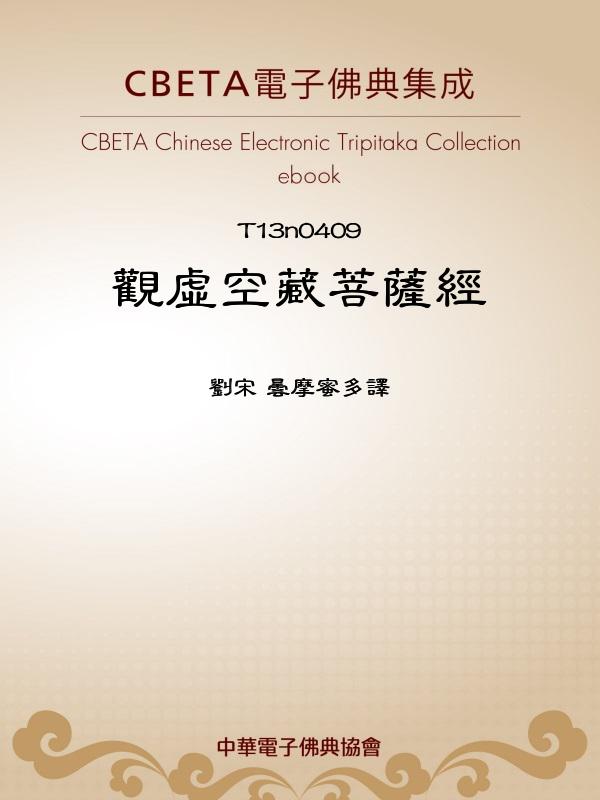 CBETA電子佛典集成
CBETA Chinese Electronic Tripitaka Collection
ebook
T13n0409
觀虛空藏菩薩經
劉宋 曇摩蜜多譯
中華電子佛典協會